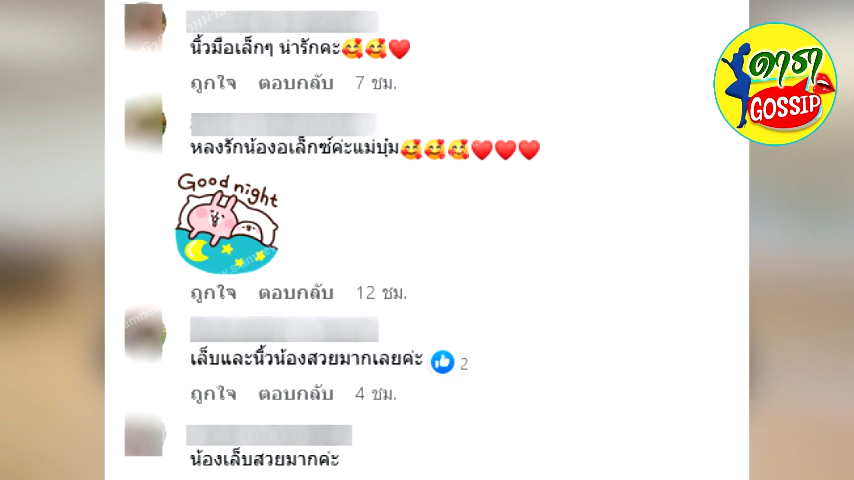 นิ้วมือเล็กๆ น่ารักคะ🥰🥰❤️
ถูกใจ ตอบกลับ 7 ชม.
หลงรักน้องอเล็กซ์ค่ะแม่บุ๋ม🥰🥰🥰❤️❤️❤️
Good night
ถูกใจ ตอบกลับ 12 ชม.
เล็บและนิ้วน้องสวยมากเลยค่ะ 2
ถูกใจ ตอบกลับ 4 ชม.
น้องเล็บสวยมากค่ะ
ดารา
GOSSIP